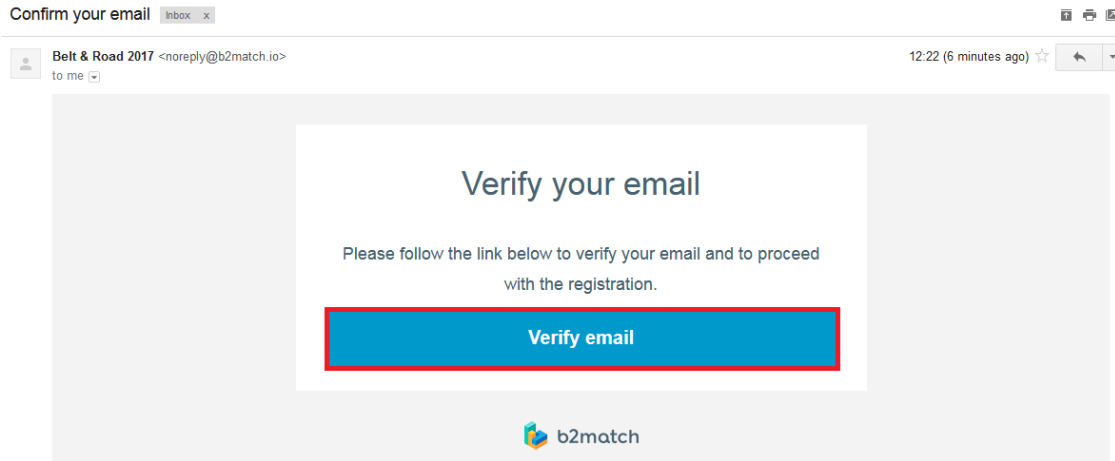 Confirm your email Inbox x
Belt & Road 2017 <noreply@b2match.io> 12:22 (6 minutes ago)
to me
Verify your email
Please follow the link below to verify your email and to proceed
with the registration.
Verify email
b2match